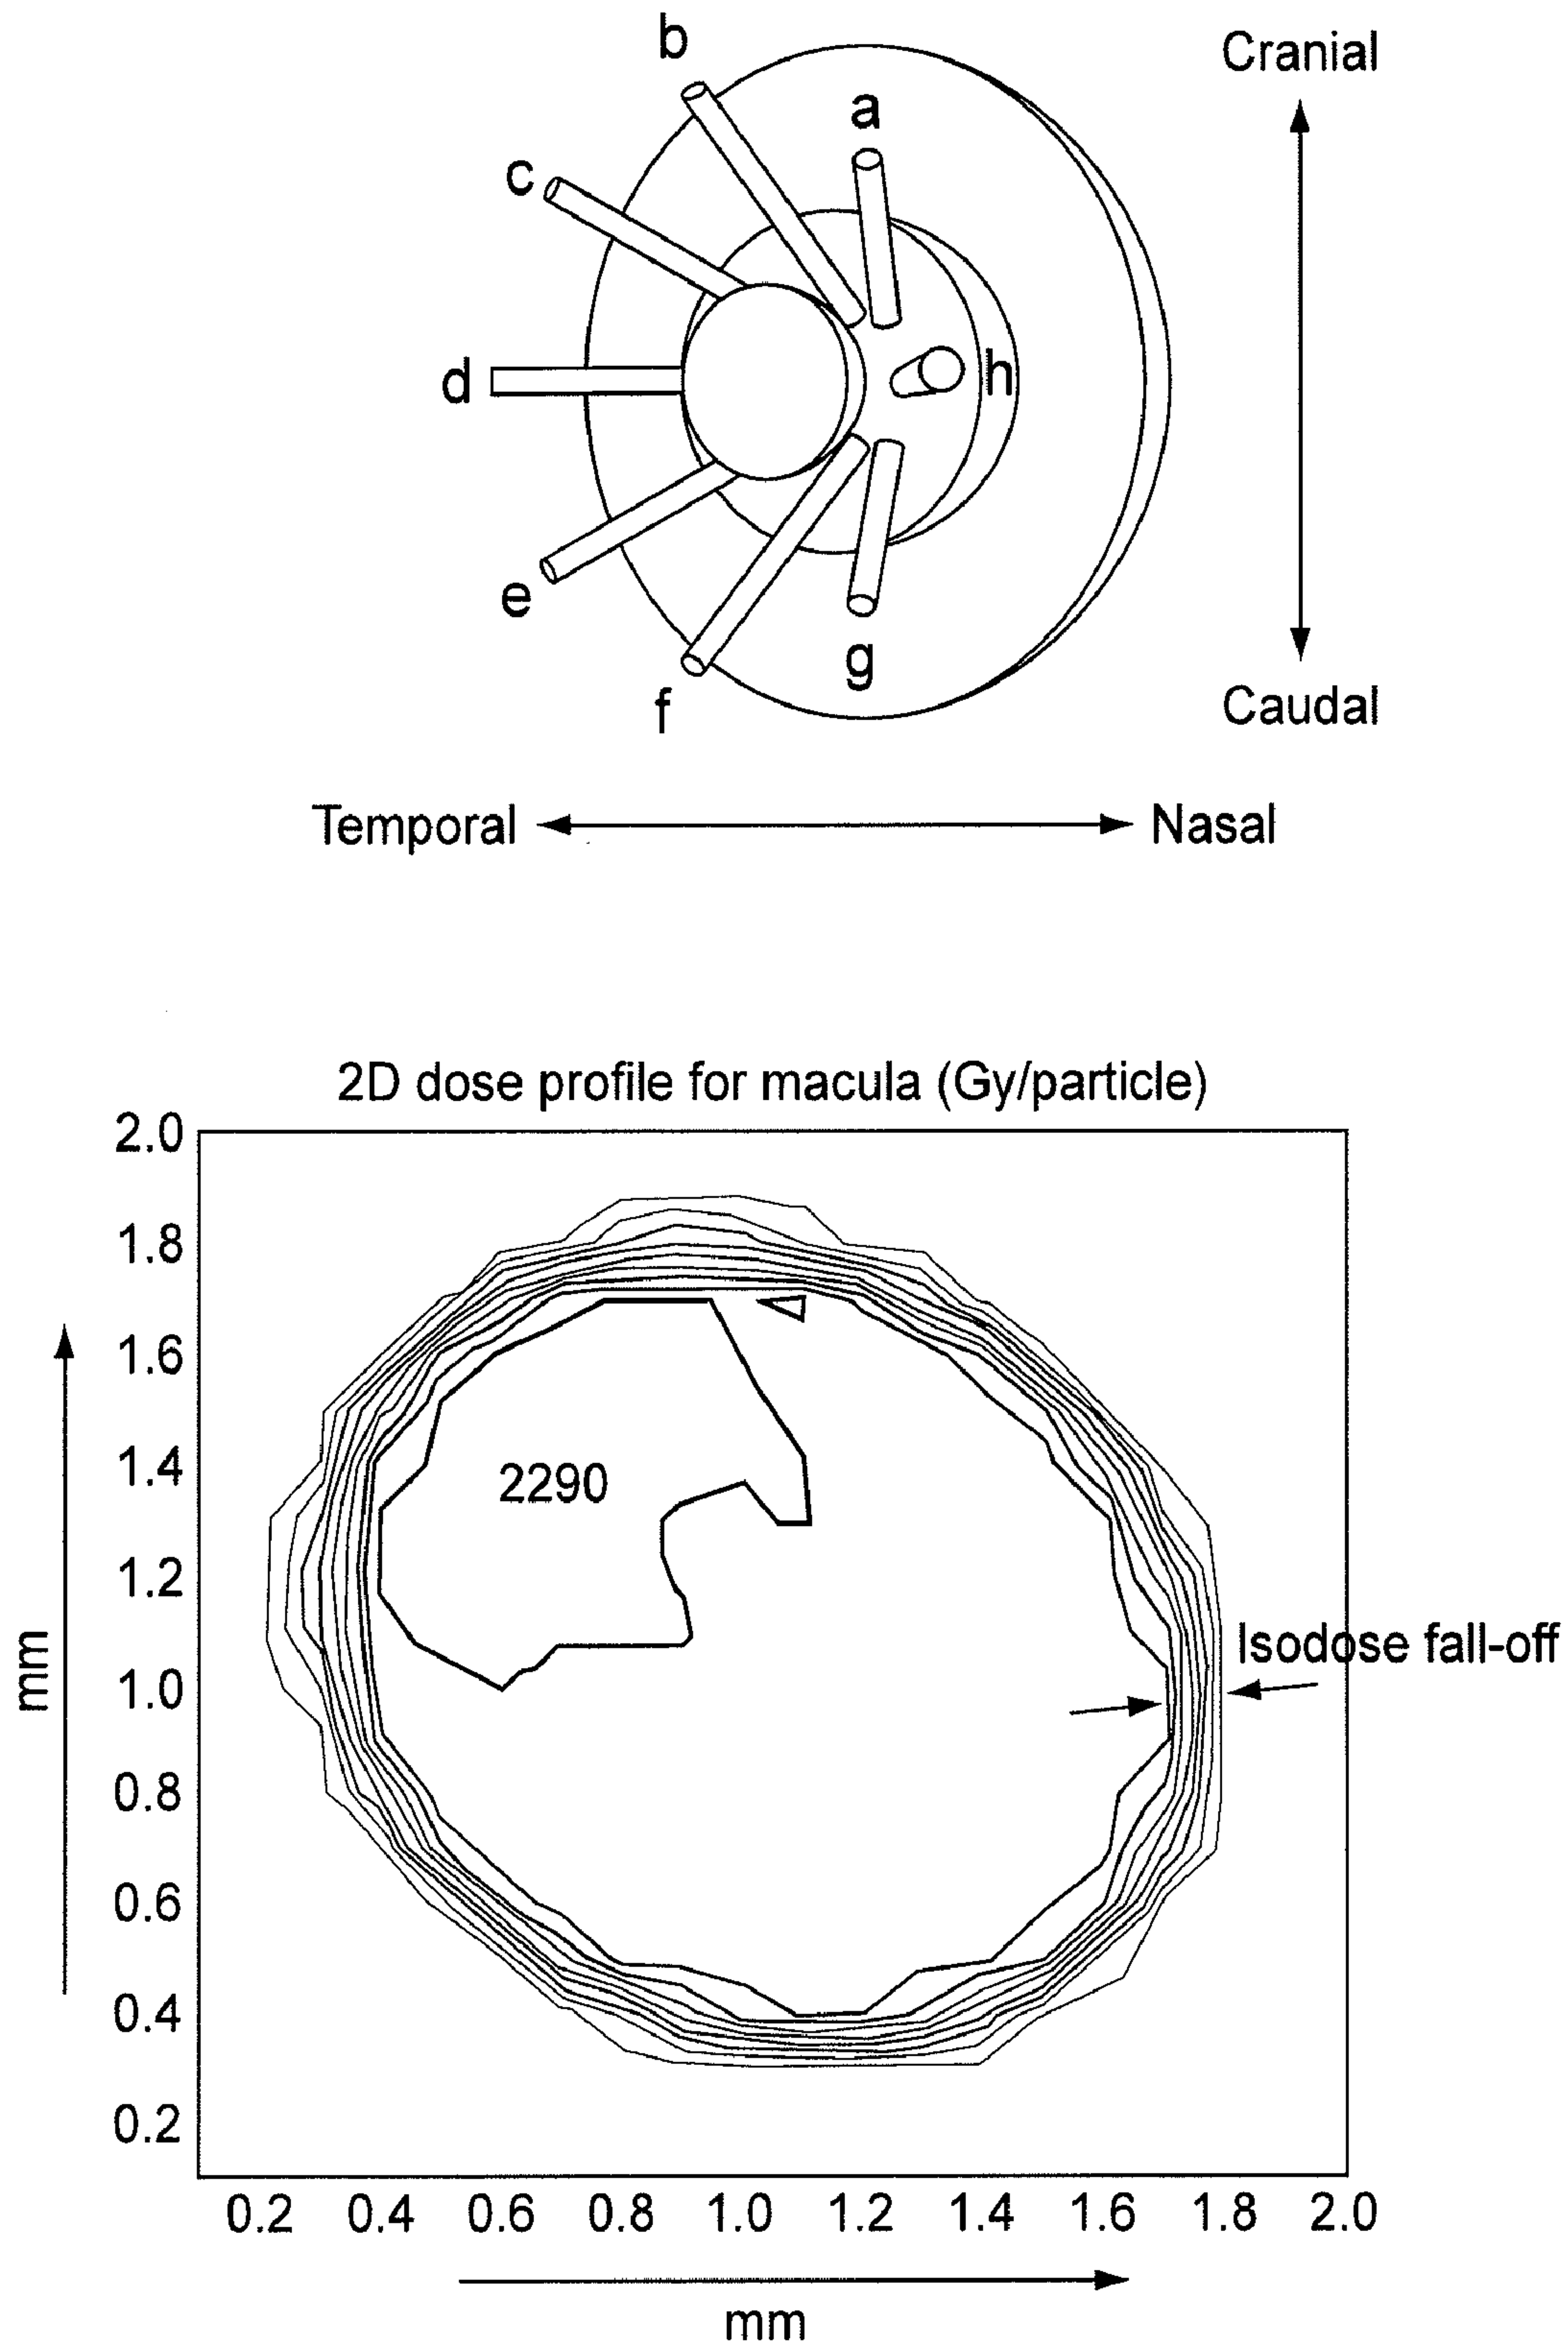 b
Cranial
a
c
d
h
e
g
f
Caudal
Temporal
Nasal
2D dose profile for macula (Gy/particle)
2.0
1.8
1.6
1.4
2290
1.2
Isodose fall-off
1.0
mm
0.8
0.6
0.4
0.2
0.2 0.4 0.6 0.8 1.0 1.2 1.4 1.6 1.8 2.0
mm